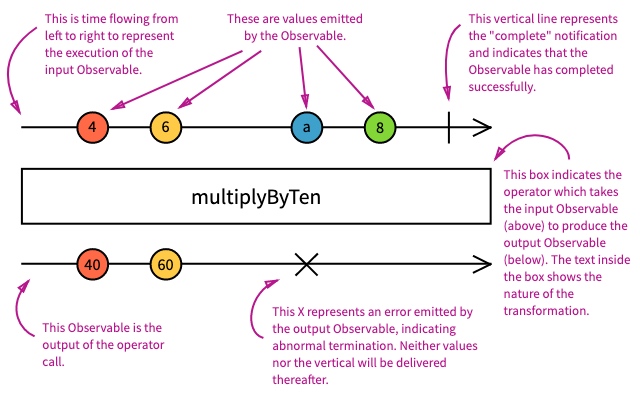 This is time flowing from
left to right to represent
the execution of the
input Observable.
These are values emitted
by the Observable.
This vertical line represents
the "complete" notification
and indicates that the
Observable has completed
successfully.
4
6
a
8
multiplyByTen
This box indicates the
operator which takes
the input Observable
(above) to produce the
output Observable
(below). The text inside
the box shows the
nature of the
transformation.
40
60
This Observable is the
output of the operator
call.
This X represents an error emitted by
the output Observable, indicating
abnormal termination. Neither values
nor the vertical will be delivered
thereafter.